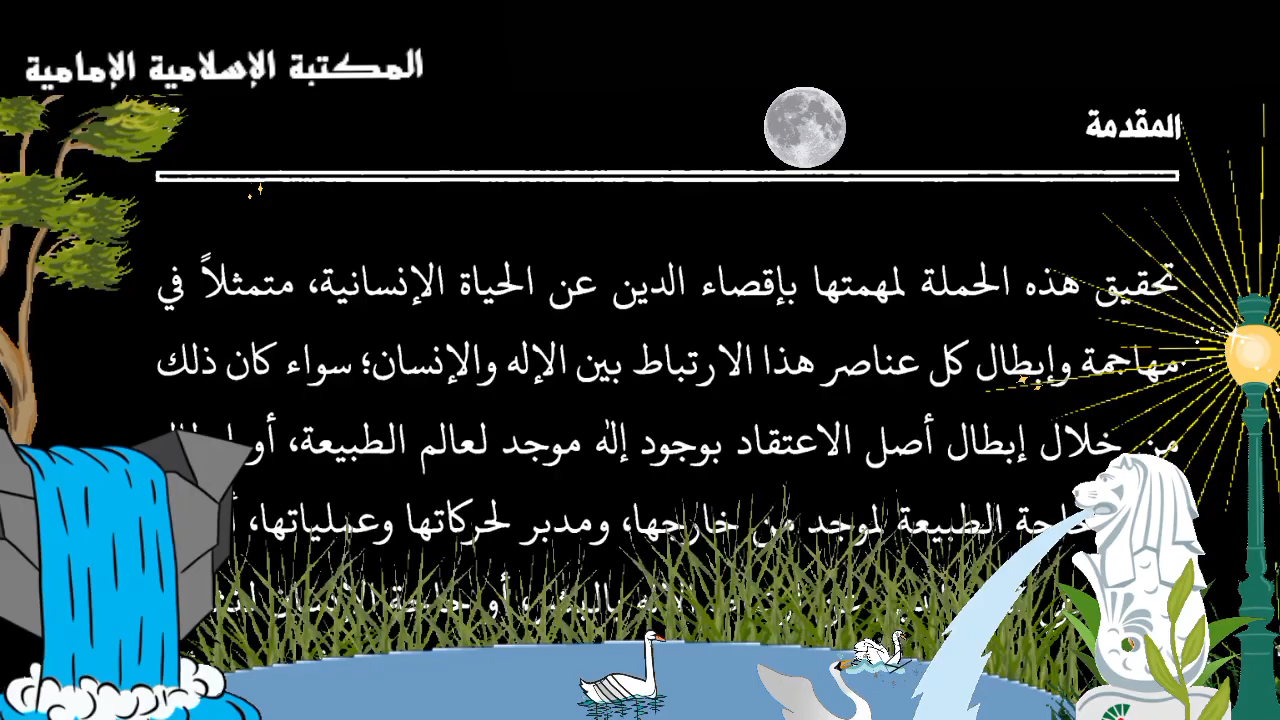 المكتبة الإسلامية الإمامية
المقدمة
تحقيق هذه الحملة لمهمتها بإقصاء الدين عن الحياة الإنسانية، متمثلاً في
مهاجمة وإبطال كل عناصر هذا الارتباط بين الإله والإنسان؛ سواء كان ذلك
من خلال إبطال أصل الاعتقاد بوجود إلٰه موجد لعالم الطبيعة، أو
الطبيعة لموجد من خارجها، ومدبر لحركاتها وعملياتها،